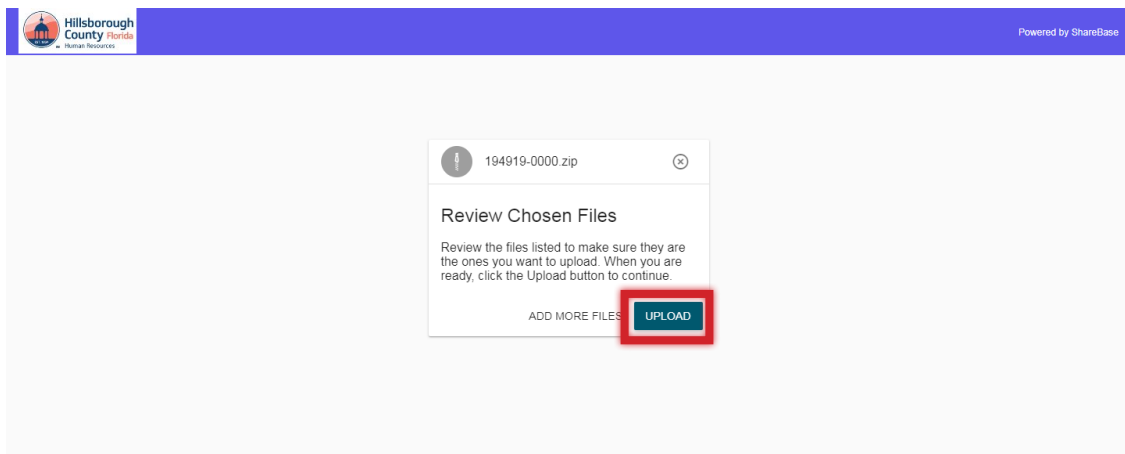 Hillsborough
County Florida
Human Resources
Powered by ShareBase
194919-0000.zip
Review Chosen Files
Review the files listed to make sure they are
the ones you want to upload. When you are
ready, click the Upload button to continue.
ADD MORE FILES
UPLOAD